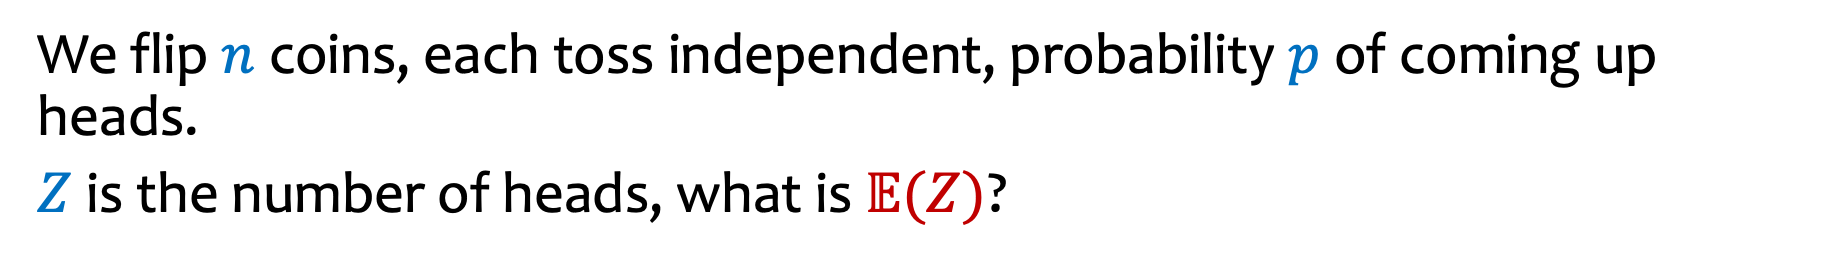 We flip n coins, each toss independent, probability p of coming up
heads.
Z is the number of heads, what is 𝔼(Z)?